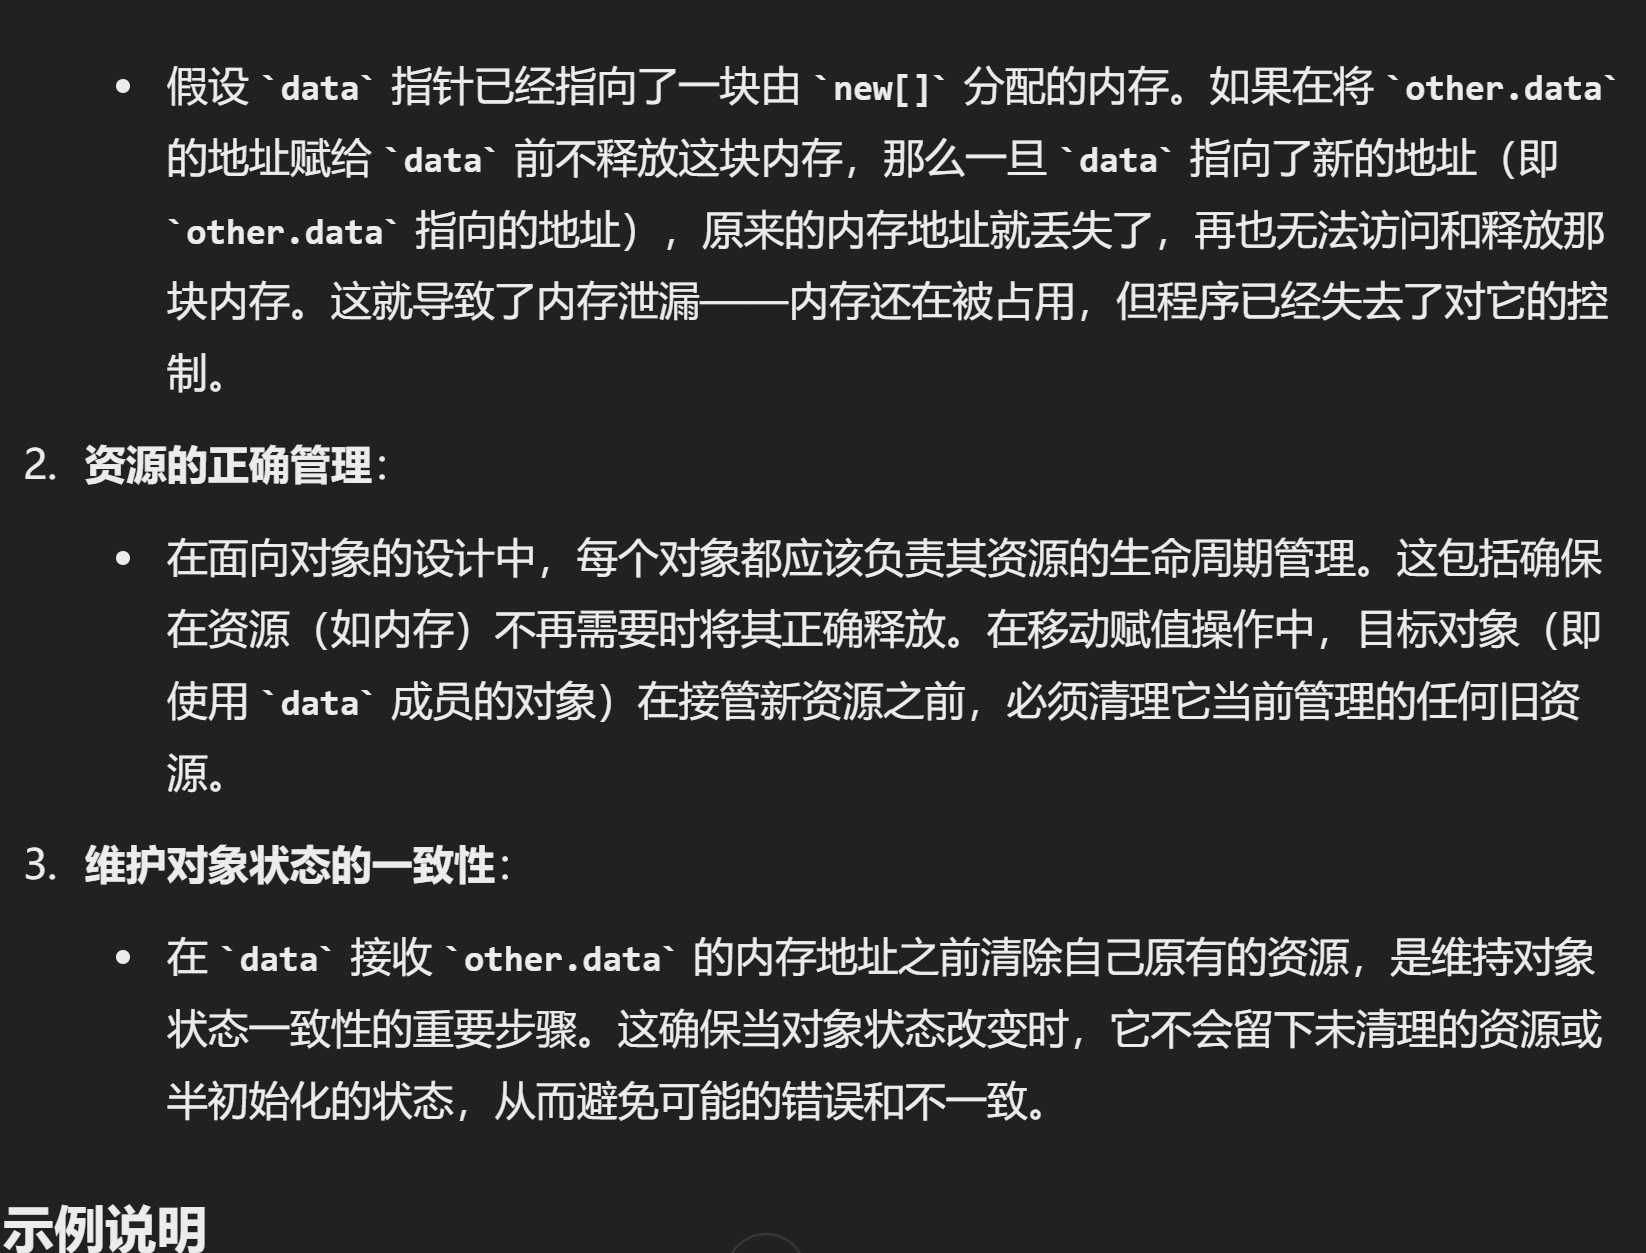 • 假设 `data` 指针已经指向了一块由 `new[]` 分配的内存。如果在将 `other.data`
的地址赋给 `data` 前不释放这块内存，那么一旦 `data` 指向了新的地址（即
`other.data` 指向的地址），原来的内存地址就丢失了，再也无法访问和释放那
块内存。这就导致了内存泄漏——内存还在被占用，但程序已经失去了对它的控
制。
2. 资源的正确管理：
• 在面向对象的设计中，每个对象都应该负责其资源的生命周期管理。这包括确保
在资源（如内存）不再需要时将其正确释放。在移动赋值操作中，目标对象（即
使用 `data` 成员的对象）在接管新资源之前，必须清理它当前管理的任何旧资
源。
3. 维护对象状态的一致性：
• 在 `data` 接收 `other.data` 的内存地址之前清除自己原有的资源，是维持对象
状态一致性的重要步骤。这确保当对象状态改变时，它不会留下未清理的资源或
半初始化的状态，从而避免可能的错误和不一致。
示例说明